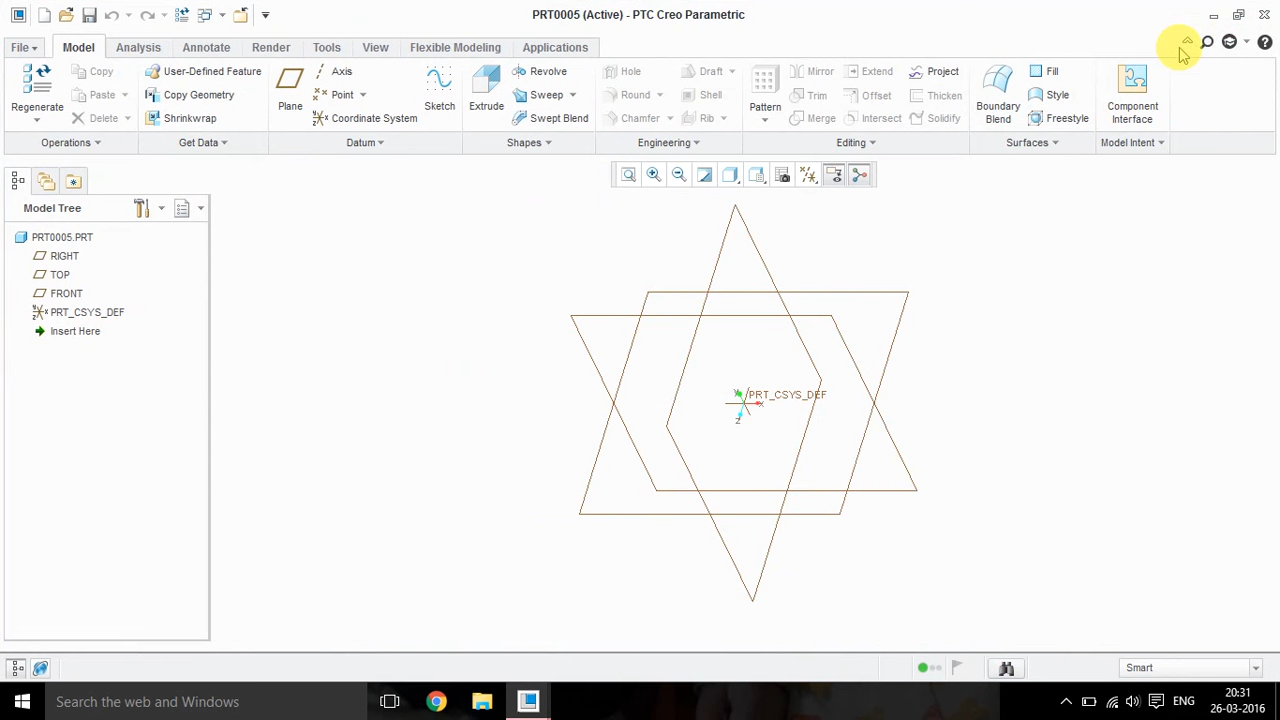 PRT0005 (Active) - PTC Creo Parametric
File Model Analysis Annotate Render Tools View Flexible Modeling Applications
Regenerate
Copy
Paste
Delete
Operations
User-Defined Feature
Copy Geometry
Shrinkwrap
Get Data
Plane
Axis
Point
Coordinate System
Sketch
Datum
Extrude
Revolve
Sweep
Swept Blend
Shapes
Hole
Round
Chamfer
Draft
Shell
Rib
Engineering
Pattern
Mirror
Trim
Merge
Extend
Offset
Intersect
Project
Thicken
Solidify
Editing
Boundary
Blend
Fill
Style
Freestyle
Surfaces
Component
Interface
Model Intent
Model Tree
PRT0005.PRT
RIGHT
TOP
FRONT
PRT_CSYS_DEF
Insert Here
PRT_CSYS_DEF
Y
X
Z
Smart
Search the web and Windows
ENG
20:31
26-03-2016